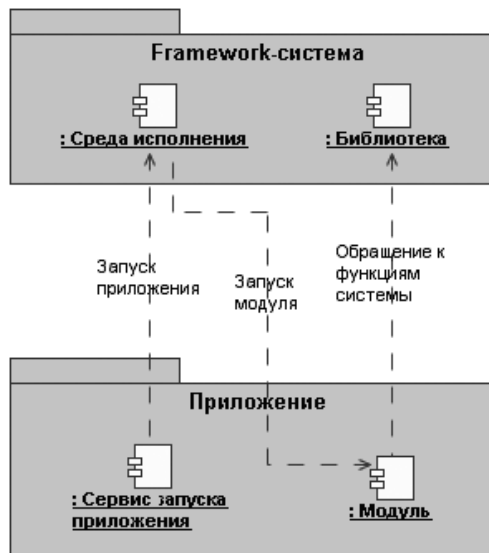 Framework-система
: Среда исполнения
: Библиотека
Запуск
приложения
Запуск
модуля
Обращение к
функциям
системы
Приложение
: Сервис запуска
приложения
: Модуль